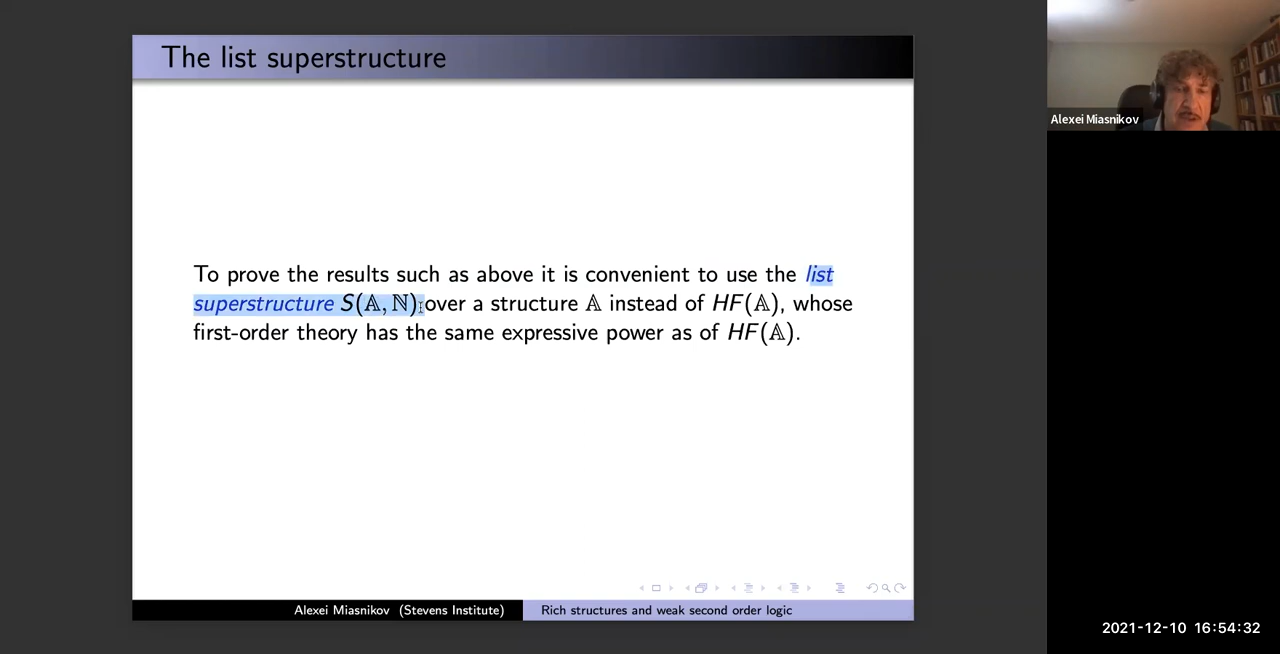 The list superstructure
To prove the results such as above it is convenient to use the list
superstructure S(𝔸, ℕ) over a structure 𝔸 instead of HF(𝔸), whose
first-order theory has the same expressive power as of HF(𝔸).
Alexei Miasnikov (Stevens Institute)
Rich structures and weak second order logic
Alexei Miasnikov
2021-12-10 16:54:32